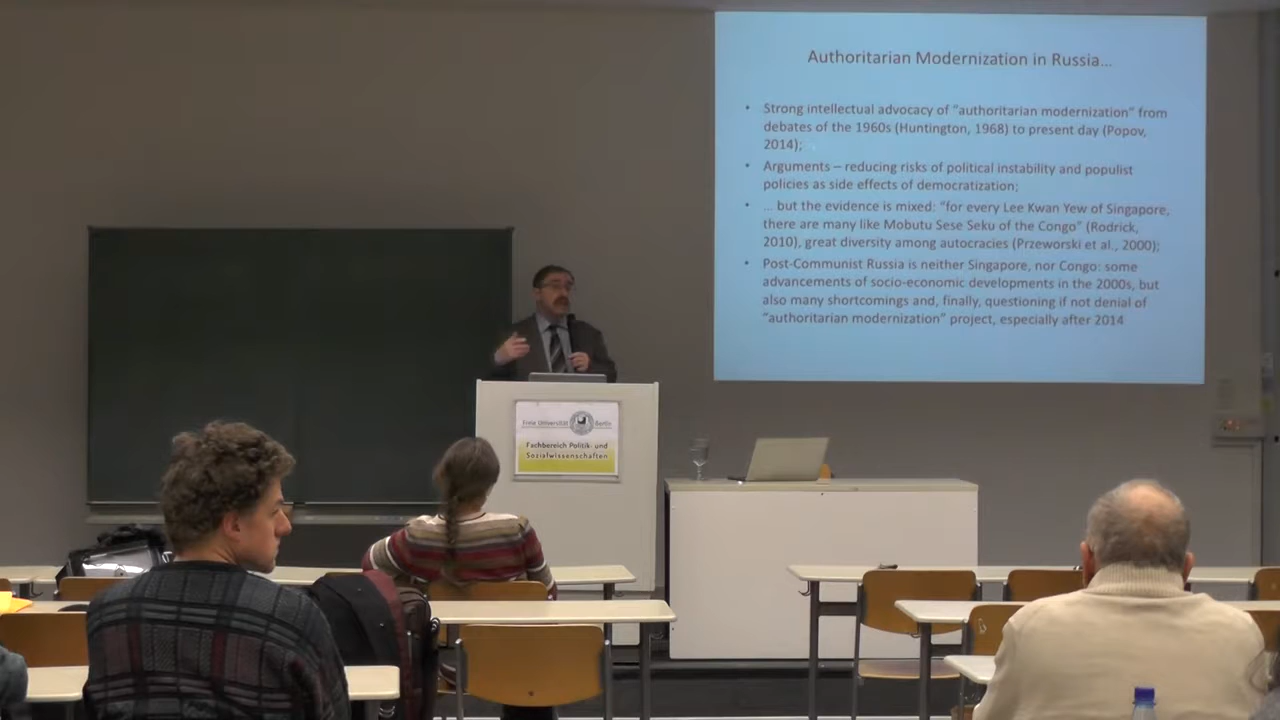 Authoritarian Modernization in Russia...
• Strong intellectual advocacy of "authoritarian modernization" from
debates of the 1960s (Huntington, 1968) to present day (Popov,
2014);
• Arguments – reducing risks of political instability and populist
policies as side effects of democratization;
• ... but the evidence is mixed: "for every Lee Kwan Yew of Singapore,
there are many like Mobutu Sese Seku of the Congo" (Rodrick,
2010), great diversity among autocracies (Przeworski et al., 2000);
• Post-Communist Russia is neither Singapore, nor Congo: some
advancements of socio-economic developments in the 2000s, but
also many shortcomings and, finally, questioning if not denial of
"authoritarian modernization" project, especially after 2014
Freie Universität Berlin
Fachbereich Politik- und
Sozialwissenschaften